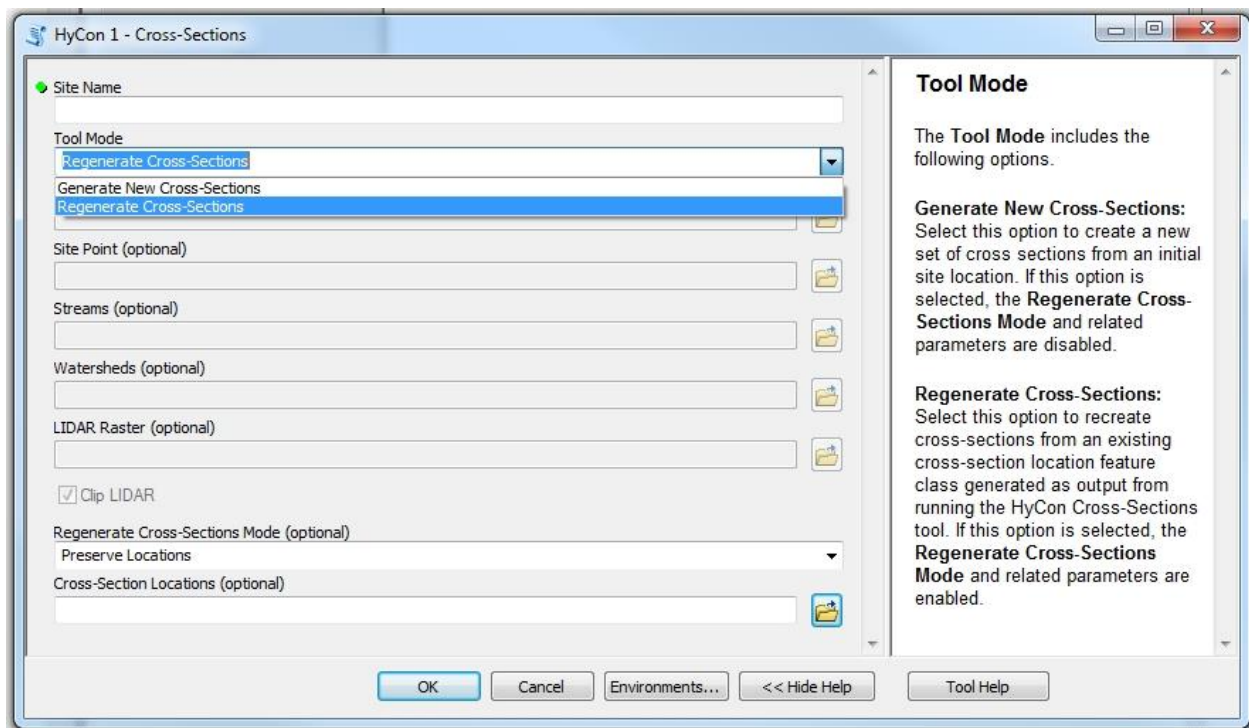 HyCon 1 - Cross-Sections
Site Name
Tool Mode
Regenerate Cross-Sections
Generate New Cross-Sections
Regenerate Cross-Sections
Site Point (optional)
Streams (optional)
Watersheds (optional)
LIDAR Raster (optional)
Clip LIDAR
Regenerate Cross-Sections Mode (optional)
Preserve Locations
Cross-Section Locations (optional)
OK
Cancel
Environments...
<< Hide Help
Tool Mode
The Tool Mode includes the
following options.
Generate New Cross-Sections:
Select this option to create a new
set of cross sections from an initial
site location. If this option is
selected, the Regenerate Cross-
Sections Mode and related
parameters are disabled.
Regenerate Cross-Sections:
Select this option to recreate
cross-sections from an existing
cross-section location feature
class generated as output from
running the HyCon Cross-Sections
tool. If this option is selected, the
Regenerate Cross-Sections
Mode and related parameters are
enabled.
Tool Help